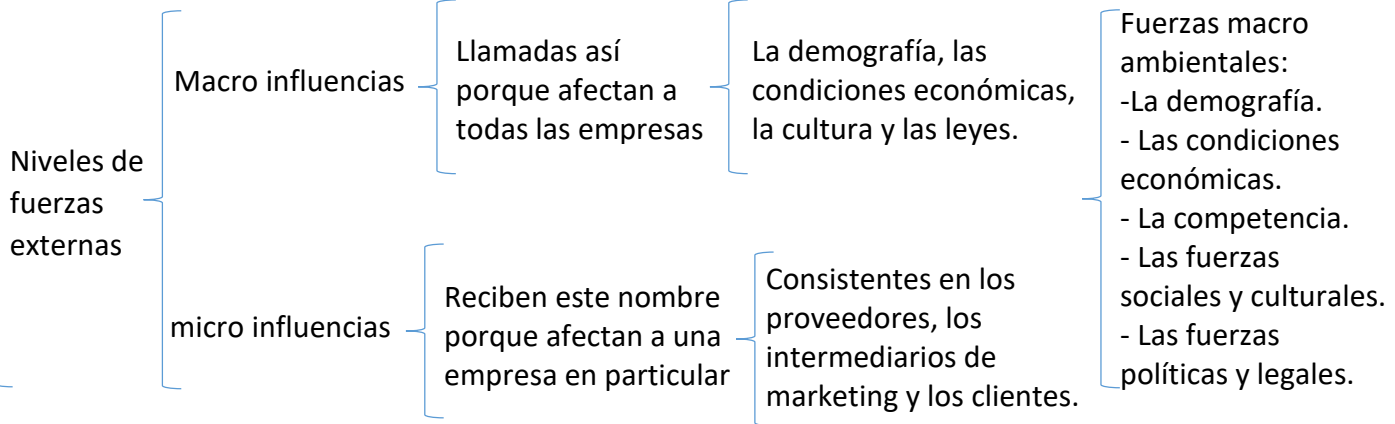 Niveles de
fuerzas
externas
Macro influencias
Llamadas así
porque afectan a
todas las empresas
La demografía, las
condiciones económicas,
la cultura y las leyes.
micro influencias
Reciben este nombre
porque afectan a una
empresa en particular
Consistentes en los
proveedores, los
intermediarios de
marketing y los clientes.
Fuerzas macro
ambientales:
-La demografía.
- Las condiciones
económicas.
- La competencia.
- Las fuerzas
sociales y culturales.
- Las fuerzas
políticas y legales.